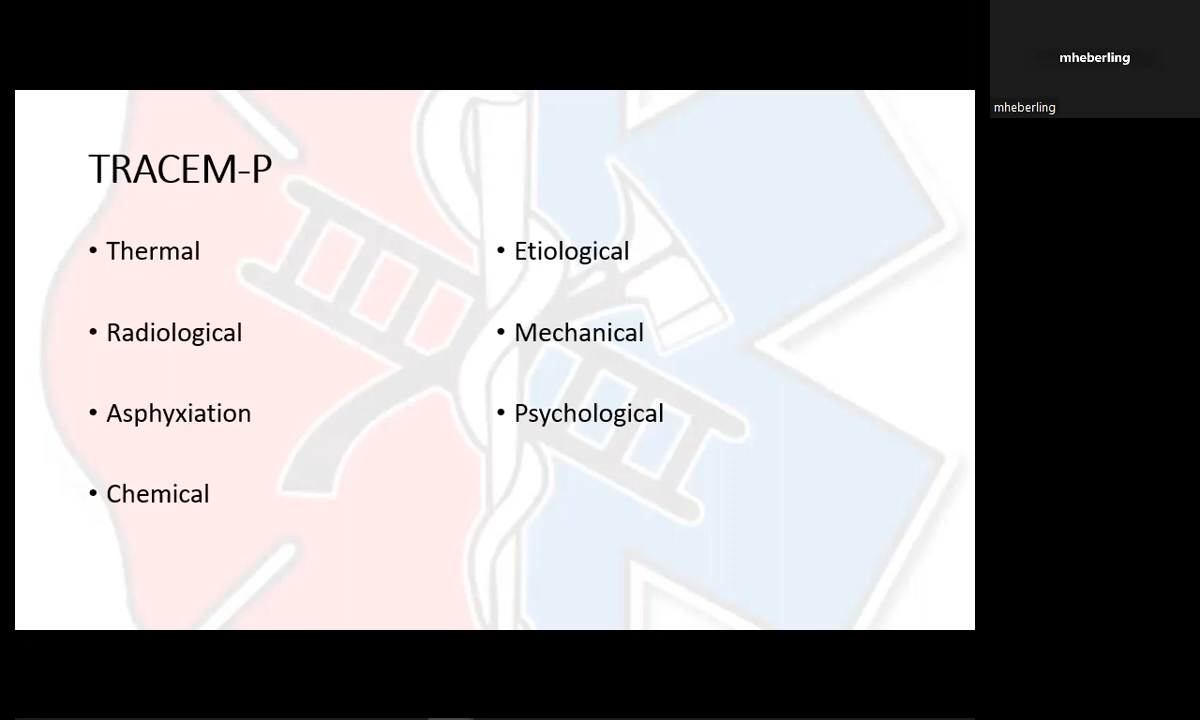 TRACEM-P
• Thermal
• Radiological
• Asphyxiation
• Chemical
• Etiological
• Mechanical
• Psychological
mheberling
mheberling